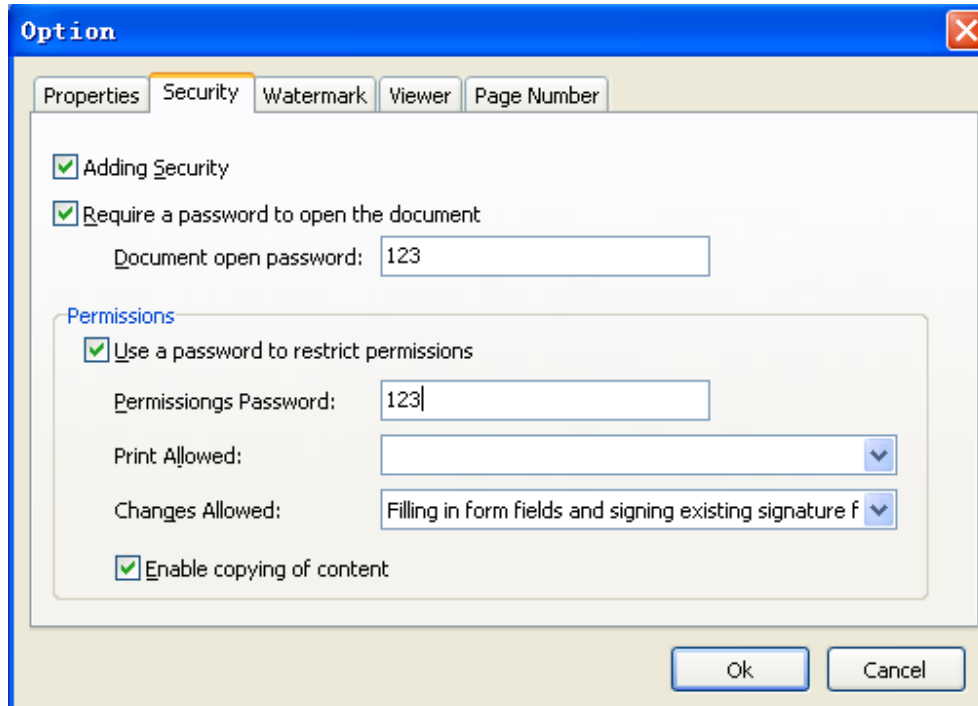 Option
Properties Security Watermark Viewer Page Number
Adding Security
Require a password to open the document
Document open password: 123
Permissions
Use a password to restrict permissions
Permissiongs Password: 123
Print Allowed:
Changes Allowed: Filling in form fields and signing existing signature f
Enable copying of content
Ok Cancel